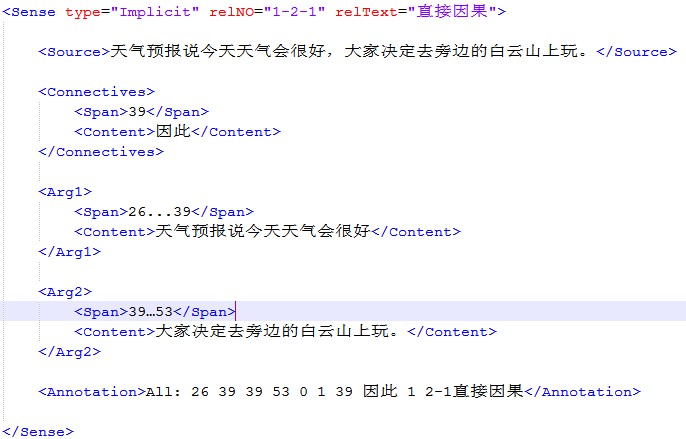 <Sense type="Implicit" relNO="1-2-1" relText="直接因果">
<Source>天气预报说今天天气会很好，大家决定去旁边的白云山上玩。</Source>
<Connectives>
<Span>39</Span>
<Content>因此</Content>
</Connectives>
<Arg1>
<Span>26...39</Span>
<Content>天气预报说今天天气会很好</Content>
</Arg1>
<Arg2>
<Span>39…53</Span>
<Content>大家决定去旁边的白云山上玩。</Content>
</Arg2>
<Annotation>All：26 39 39 53 0 1 39 因此 1 2-1直接因果</Annotation>
</Sense>